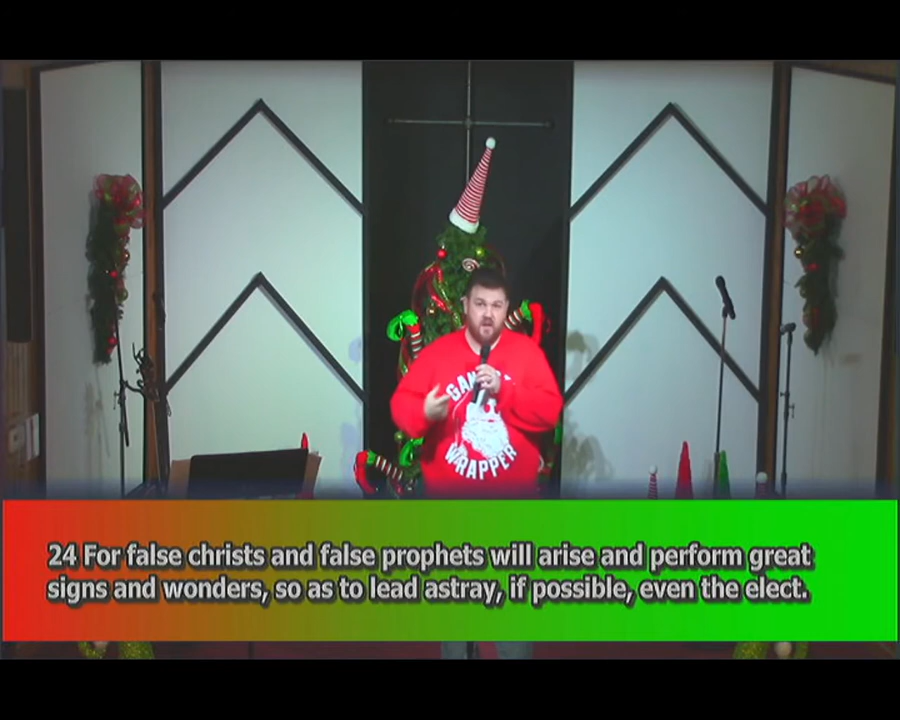 WRAPPER
24 For false christs and false prophets will arise and perform great
signs and wonders, so as to lead astray, if possible, even the elect.